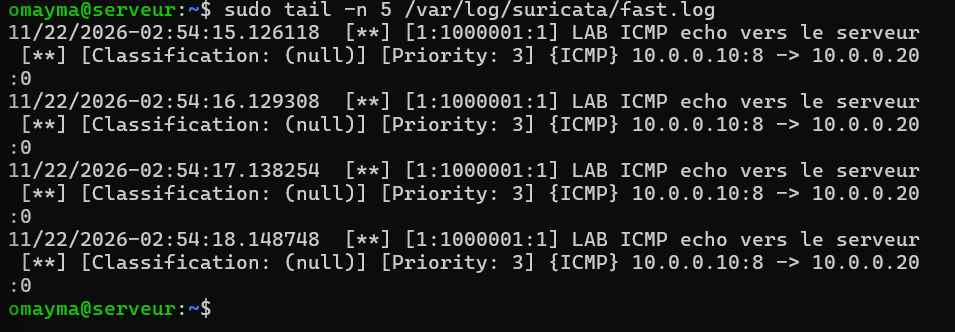 omayma@serveur:~$ sudo tail -n 5 /var/log/suricata/fast.log
11/22/2026-02:54:15.126118  [**] [1:1000001:1] LAB ICMP echo vers le serveur
 [**] [Classification: (null)] [Priority: 3] {ICMP} 10.0.0.10:8 -> 10.0.0.20
:0
11/22/2026-02:54:16.129308  [**] [1:1000001:1] LAB ICMP echo vers le serveur
 [**] [Classification: (null)] [Priority: 3] {ICMP} 10.0.0.10:8 -> 10.0.0.20
:0
11/22/2026-02:54:17.138254  [**] [1:1000001:1] LAB ICMP echo vers le serveur
 [**] [Classification: (null)] [Priority: 3] {ICMP} 10.0.0.10:8 -> 10.0.0.20
:0
11/22/2026-02:54:18.148748  [**] [1:1000001:1] LAB ICMP echo vers le serveur
 [**] [Classification: (null)] [Priority: 3] {ICMP} 10.0.0.10:8 -> 10.0.0.20
:0
omayma@serveur:~$